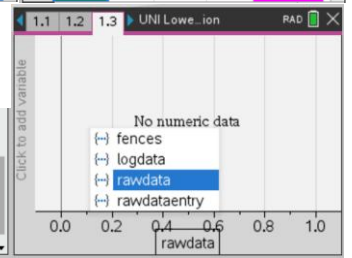 1.1 1.2 1.3 UNI Lowe...ion RAD
Click to add variable
No numeric data
{...} fences
{...} logdata
{...} rawdata
{...} rawdataentry
0.0 0.2 0.4 0.6 0.8 1.0
rawdata